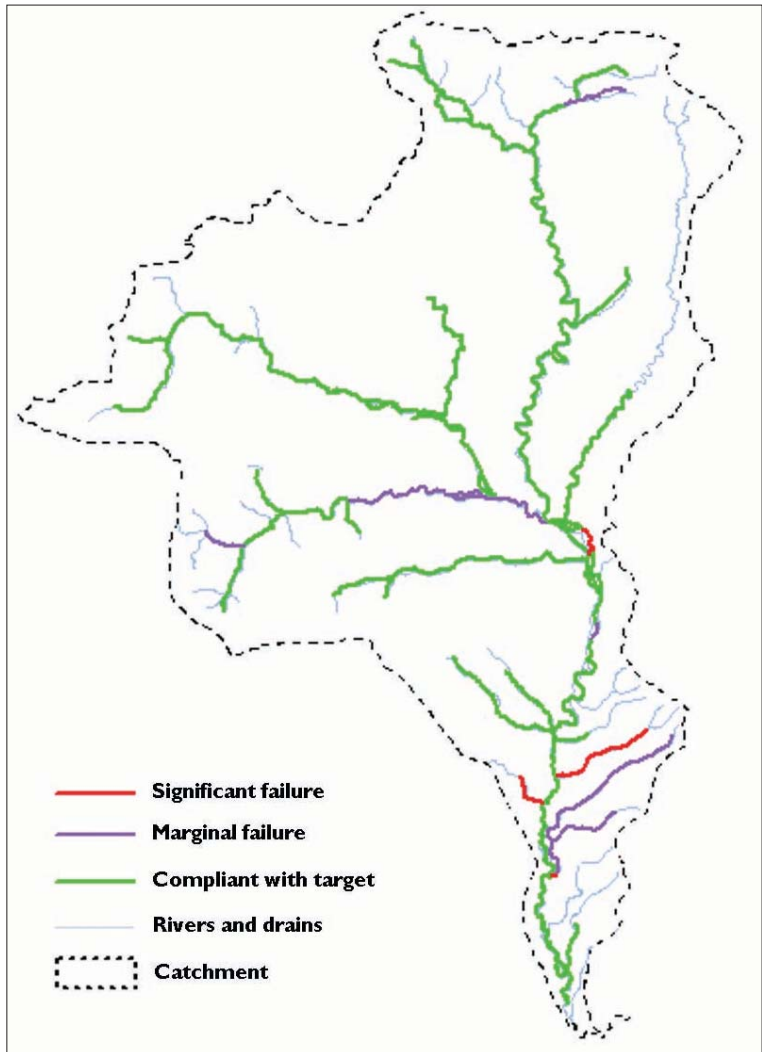 Significant failure
Marginal failure
Compliant with target
Rivers and drains
Catchment